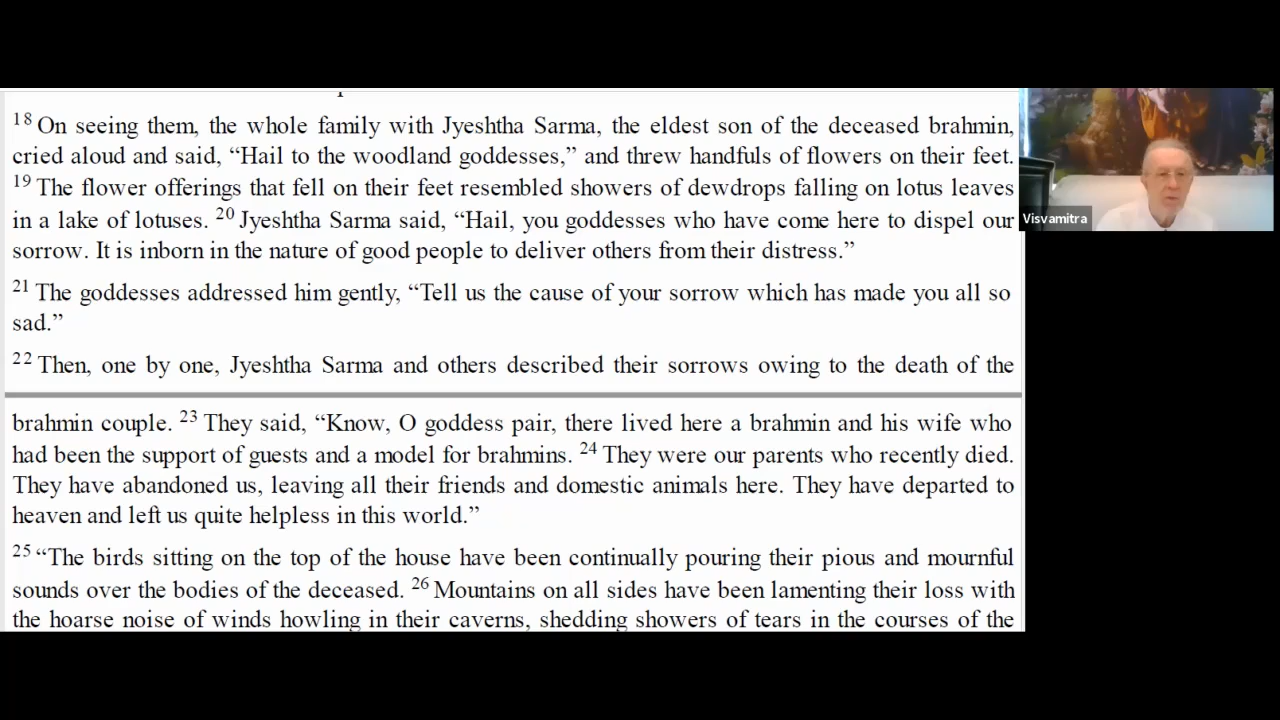 18 On seeing them, the whole family with Jyeshtha Sarma, the eldest son of the deceased brahmin,
cried aloud and said, “Hail to the woodland goddesses,” and threw handfuls of flowers on their feet.
19 The flower offerings that fell on their feet resembled showers of dewdrops falling on lotus leaves
in a lake of lotuses. 20 Jyeshtha Sarma said, “Hail, you goddesses who have come here to dispel our
sorrow. It is inborn in the nature of good people to deliver others from their distress.”
21 The goddesses addressed him gently, “Tell us the cause of your sorrow which has made you all so
sad.”
22 Then, one by one, Jyeshtha Sarma and others described their sorrows owing to the death of the
brahmin couple. 23 They said, “Know, O goddess pair, there lived here a brahmin and his wife who
had been the support of guests and a model for brahmins. 24 They were our parents who recently died.
They have abandoned us, leaving all their friends and domestic animals here. They have departed to
heaven and left us quite helpless in this world.”
25 “The birds sitting on the top of the house have been continually pouring their pious and mournful
sounds over the bodies of the deceased. 26 Mountains on all sides have been lamenting their loss with
the hoarse noise of winds howling in their caverns, shedding showers of tears in the courses of the
Visvamitra